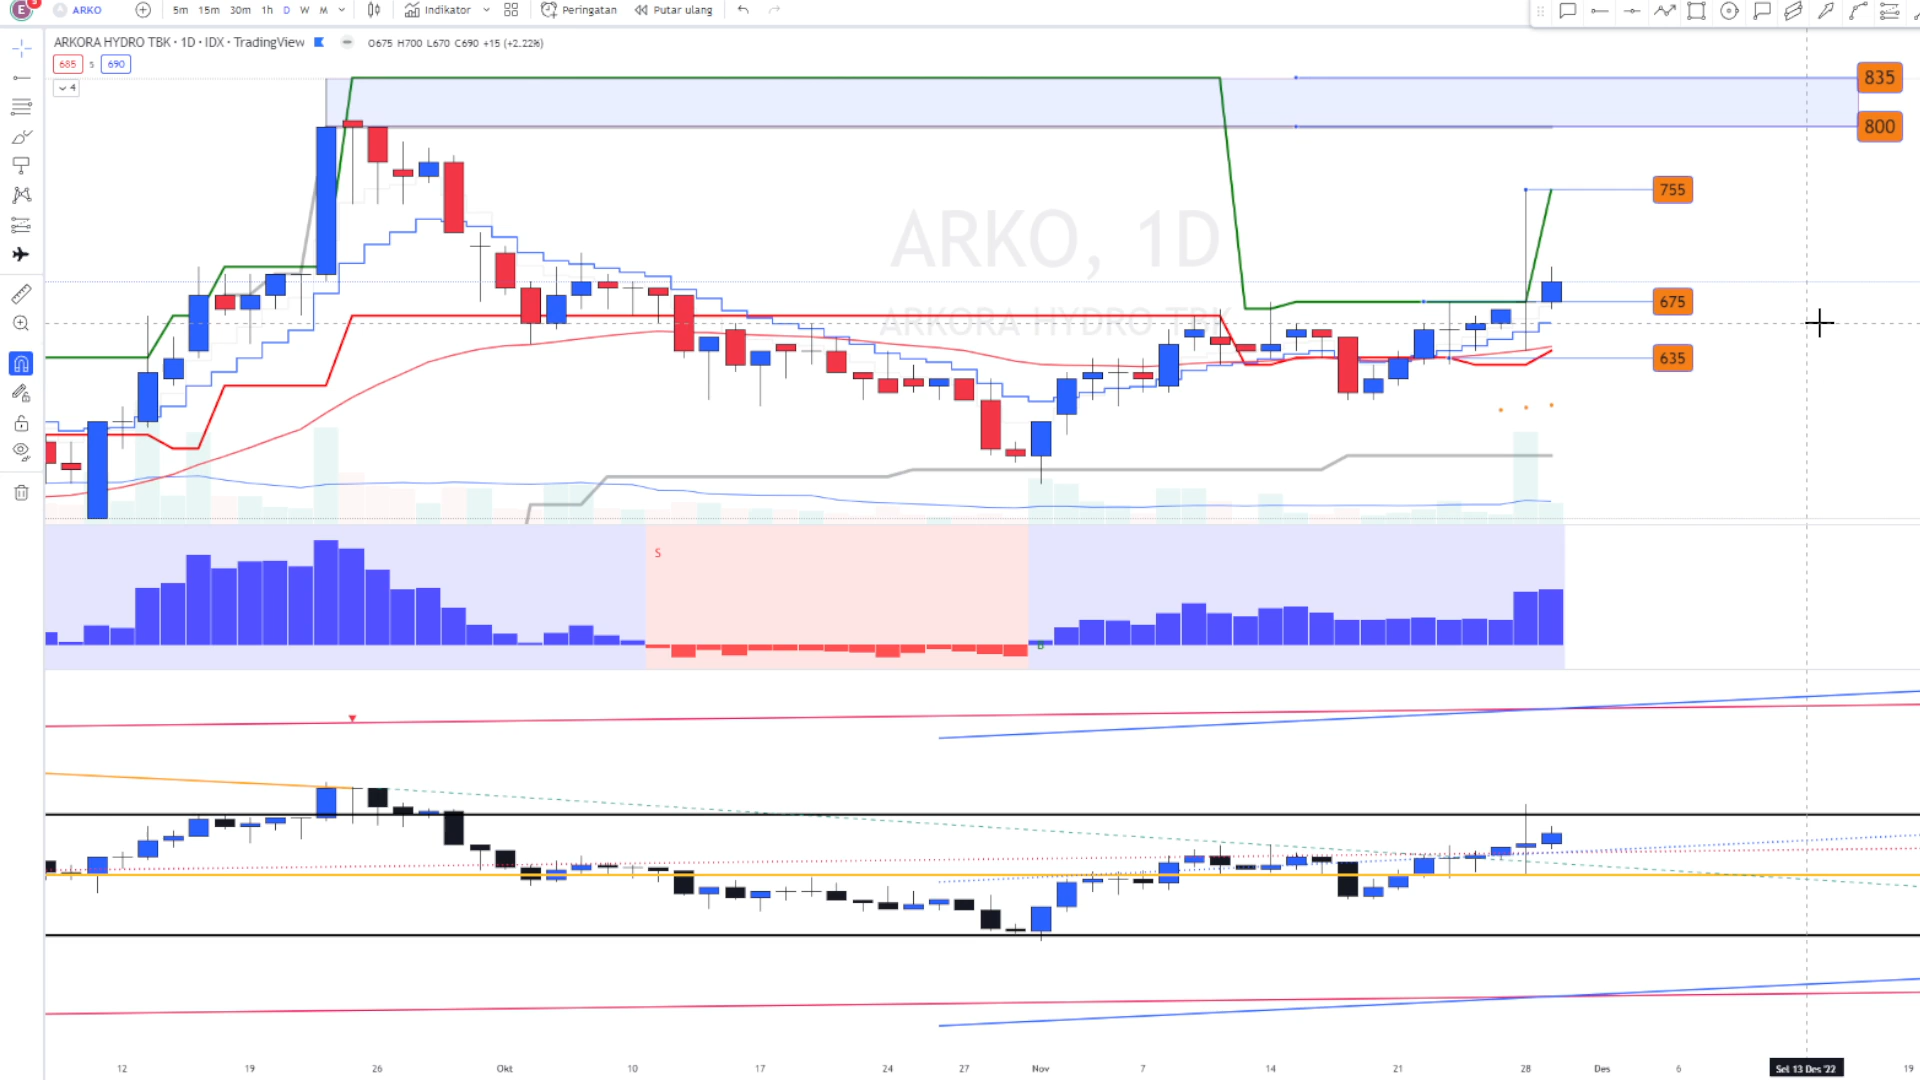 E 5 ARKO 5m 15m 30m 1h D W M Indikator Peringatan Putar ulang
ARKORA HYDRO TBK · 1D · IDX · TradingView O675 H700 L670 C690 +15 (+2.22%)
685 5 690
4
835
800
755
675
635
ARKO, 1D
ARKORA HYDRO TBK
S
B
12 19 26 Okt 10 17 24 27 Nov 7 14 21 28 Des 6 Sel 13 Des '22 19